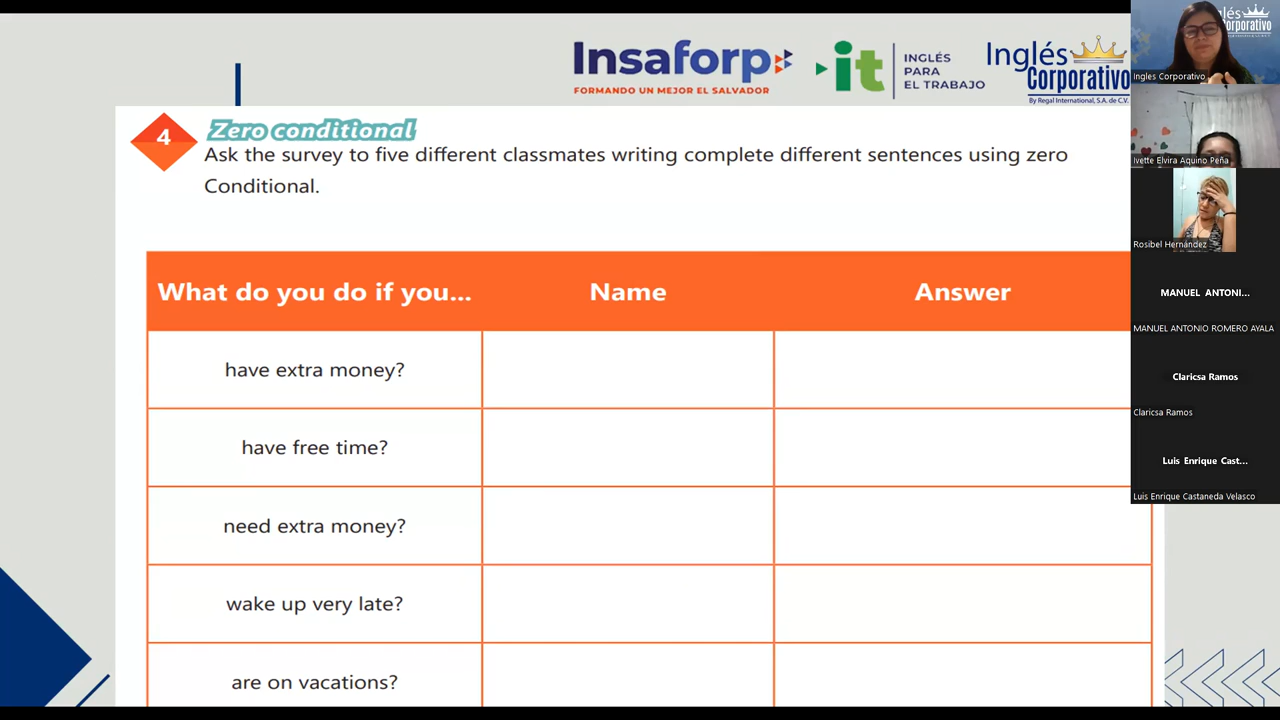 Insaforp
FORMANDO UN MEJOR EL SALVADOR
it
INGLÉS
PARA
EL TRABAJO
Inglés
Corporativo
By Regal International, S.A. de C.V.
4
Zero conditional
Ask the survey to five different classmates writing complete different sentences using zero
Conditional.
What do you do if you... Name Answer
have extra money?
have free time?
need extra money?
wake up very late?
are on vacations?
Ingles Corporativo
Ivette Elvira Aquino Peña
Rosibel Hernández
MANUEL ANTONI...
MANUEL ANTONIO ROMERO AYALA
Claricsa Ramos
Claricsa Ramos
Luis Enrique Cast...
Luis Enrique Castaneda Velasco